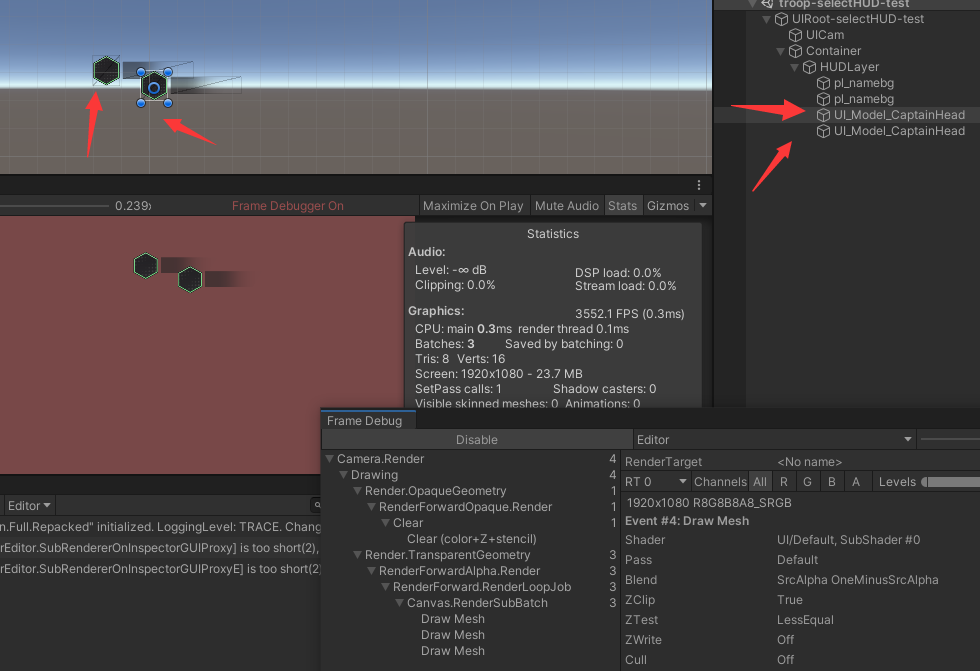 troop-selectHUD-test
UIRoot-selectHUD-test
UICam
Container
HUDLayer
pl_namebg
pl_namebg
UI_Model_CaptainHead
UI_Model_CaptainHead
0.239›
Frame Debugger On
Maximize On Play
Mute Audio
Stats
Gizmos
Statistics
Audio:
Level: -∞ dB
DSP load: 0.0%
Clipping: 0.0%
Stream load: 0.0%
Graphics:
3552.1 FPS (0.3ms)
CPU: main 0.3ms render thread 0.1ms
Batches: 3 Saved by batching: 0
Tris: 8 Verts: 16
Screen: 1920x1080 - 23.7 MB
SetPass calls: 1 Shadow casters: 0
Visible skinned meshes: 0 Animations: 0
Editor
n.Full.Repacked" initialized. LoggingLevel: TRACE. Chang
rEditor.SubRendererOnInspectorGUIProxy] is too short(2),
rEditor.SubRendererOnInspectorGUIProxyE] is too short(2)
Frame Debug
Disable
Editor
Camera.Render 4
Drawing 4
Render.OpaqueGeometry 1
RenderForwardOpaque.Render 1
Clear 1
Clear (color+Z+stencil)
Render.TransparentGeometry 3
RenderForwardAlpha.Render 3
RenderForward.RenderLoopJob 3
Canvas.RenderSubBatch 3
Draw Mesh
Draw Mesh
Draw Mesh
RenderTarget <No name>
RT 0 Channels All R G B A Levels
1920x1080 R8G8B8A8_SRGB
Event #4: Draw Mesh
Shader UI/Default, SubShader #0
Pass Default
Blend SrcAlpha OneMinusSrcAlpha
ZClip True
ZTest LessEqual
ZWrite Off
Cull Off